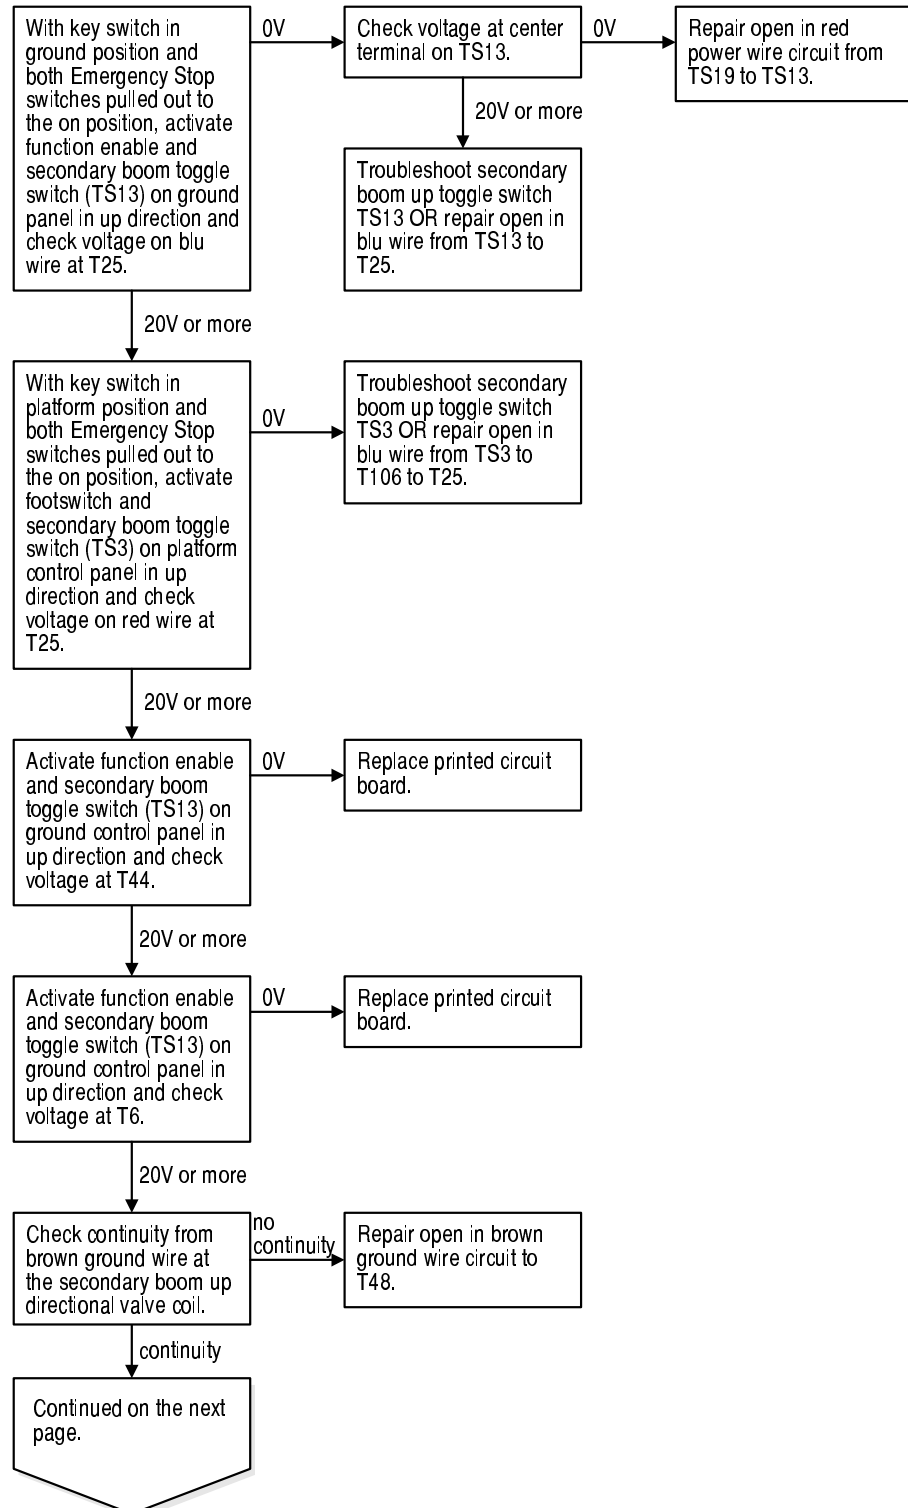 With key switch in
ground position and
both Emergency Stop
switches pulled out to
the on position, activate
function enable and
secondary boom toggle
switch (TS13) on ground
panel in up direction and
check voltage on blu
wire at T25.
0V
Check voltage at center
terminal on TS13.
0V
Repair open in red
power wire circuit from
TS19 to TS13.
20V or more
Troubleshoot secondary
boom up toggle switch
TS13 OR repair open in
blu wire from TS13 to
T25.
20V or more
With key switch in
platform position and
both Emergency Stop
switches pulled out to
the on position, activate
footswitch and
secondary boom toggle
switch (TS3) on platform
control panel in up
direction and check
voltage on red wire at
T25.
0V
Troubleshoot secondary
boom up toggle switch
TS3 OR repair open in
blu wire from TS3 to
T106 to T25.
20V or more
Activate function enable
and secondary boom
toggle switch (TS13) on
ground control panel in
up direction and check
voltage at T44.
0V
Replace printed circuit
board.
20V or more
Activate function enable
and secondary boom
toggle switch (TS13) on
ground control panel in
up direction and check
voltage at T6.
0V
Replace printed circuit
board.
20V or more
Check continuity from
brown ground wire at
the secondary boom up
directional valve coil.
no
continuity
Repair open in brown
ground wire circuit to
T48.
continuity
Continued on the next
page.